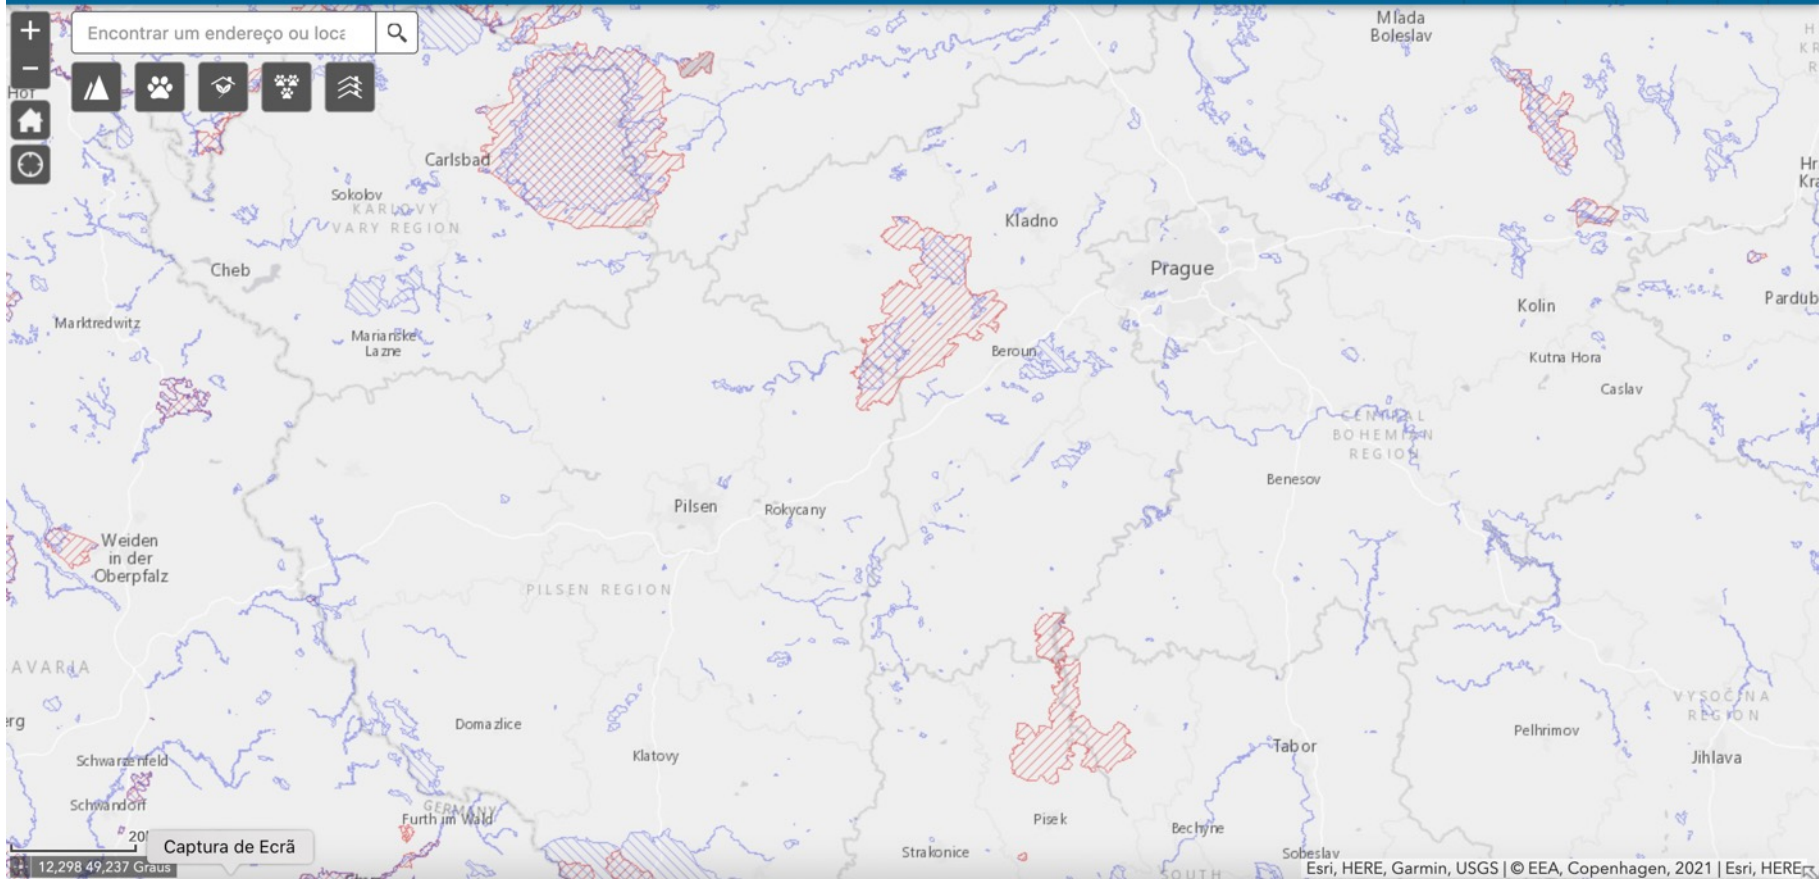 +
Encontrar um endereço ou loca
Mlada
Boleslav
–
Hof
Carlsbad
Sokolov
KARLOVY
VARY REGION
Kladno
Prague
Cheb
Kolin
Pardub
Marktredwitz
Marianske
Lazne
Beroun
Kutna Hora
Caslav
CENTRAL
BOHEMIAN
REGION
Benesov
Pilsen
Rokycany
Weiden
in der
Oberpfalz
PILSEN REGION
AVARIA
VYSOČINA
REGION
erg
Domazlice
Pelhrimov
Tabor
Klatovy
Jihlava
Schwarzenfeld
Schwandorf
GERMANY
Furth im Wald
Pisek
Bechyne
Captura de Ecrã
Strakonice
Sobeslav
12,298 49,237 Graus
SOUTH
Esri, HERE, Garmin, USGS | © EEA, Copenhagen, 2021 | Esri, HERE